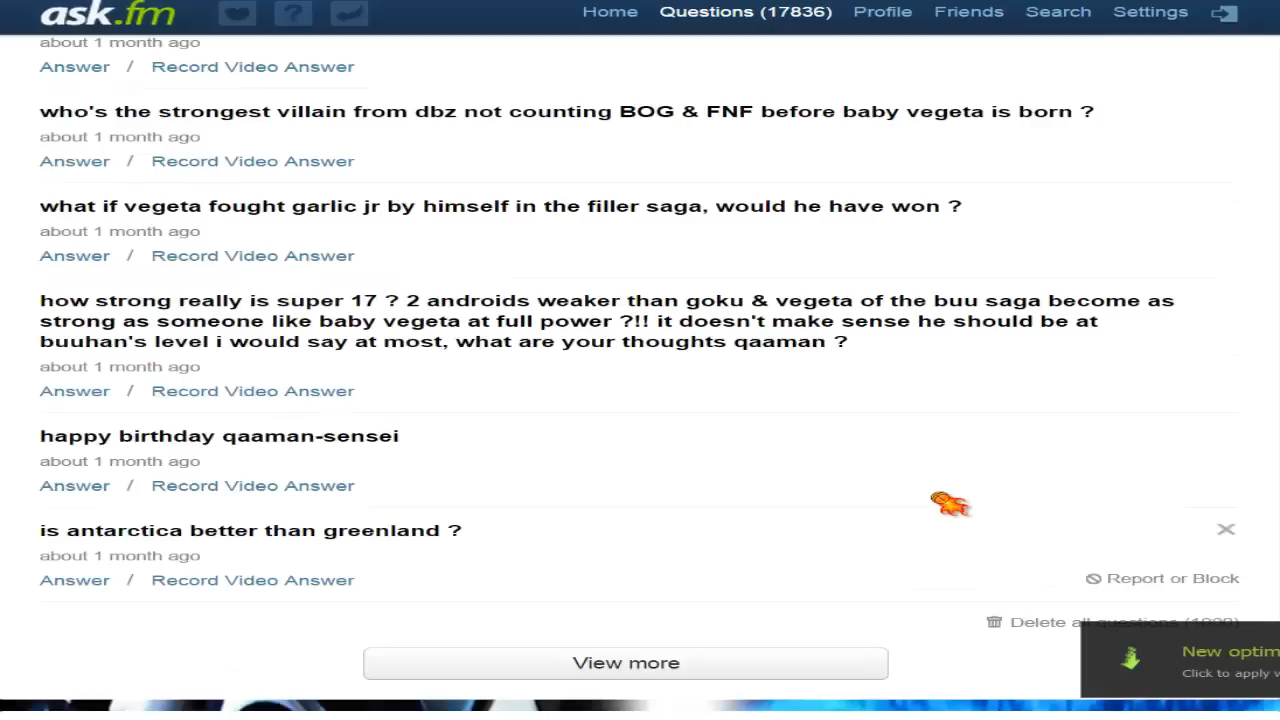 ask.fm Home Questions (17836) Profile Friends Search Settings
about 1 month ago
Answer / Record Video Answer
who's the strongest villain from dbz not counting BOG & FNF before baby vegeta is born ?
about 1 month ago
Answer / Record Video Answer
what if vegeta fought garlic jr by himself in the filler saga, would he have won ?
about 1 month ago
Answer / Record Video Answer
how strong really is super 17 ? 2 androids weaker than goku & vegeta of the buu saga become as
strong as someone like baby vegeta at full power ?!! it doesn't make sense he should be at
buuhan's level i would say at most, what are your thoughts qaaman ?
about 1 month ago
Answer / Record Video Answer
happy birthday qaaman-sensei
about 1 month ago
Answer / Record Video Answer
is antarctica better than greenland ?
about 1 month ago
Answer / Record Video Answer
Report or Block
Delete all questions
View more
New optim
Click to apply